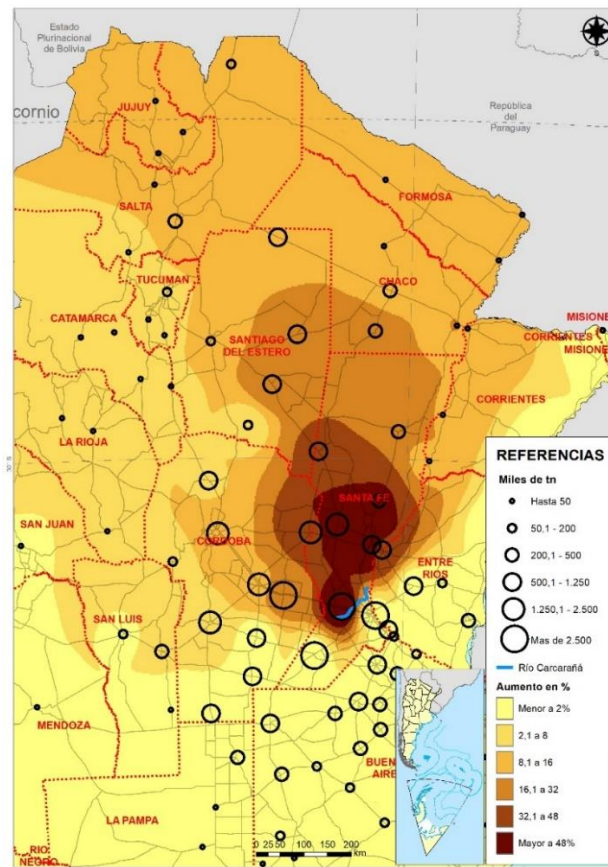 Estado
Plurinacional
de Bolivia
cornio
República
del
Paraguay
JUJUY
FORMOSA
SALTA
CHACO
TUCUMAN
MISIONE
CORRIENTES
MISIONE
CATAMARCA
SANTIAGO
DEL ESTERO
CORRIENTES
LA RIOJA
30°S
SANTA FE
SAN JUAN
CORDOBA
ENTRE
RIOS
SAN LUIS
MENDOZA
BUEN
AIRE
LA PAMPA
RIO
NEGRO
0 25 50 100 150 200
km
REFERENCIAS
Miles de tn
Hasta 50
50,1 - 200
200,1 - 500
500,1 - 1.250
1.250,1 - 2.500
Mas de 2.500
Río Carcarañá
Aumento en %
Menor a 2%
2,1 a 8
8,1 a 16
16,1 a 32
32,1 a 48
Mayor a 48%